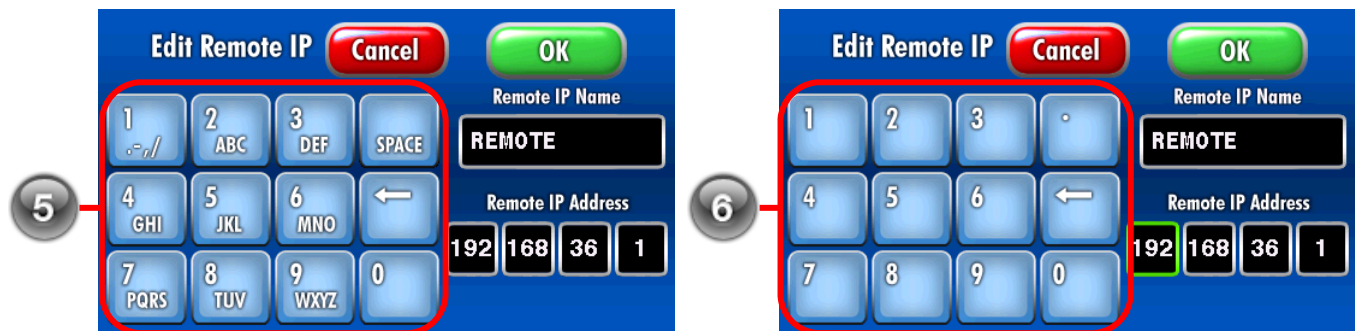 Edit Remote IP Cancel OK
Remote IP Name
1 .-,/ 2 ABC 3 DEF SPACE
REMOTE
5
4 GHI 5 JKL 6 MNO ←
Remote IP Address
192 168 36 1
7 PQRS 8 TUV 9 WXYZ 0
Edit Remote IP Cancel OK
Remote IP Name
1 2 3 .
REMOTE
6
4 5 6 ←
Remote IP Address
192 168 36 1
7 8 9 0